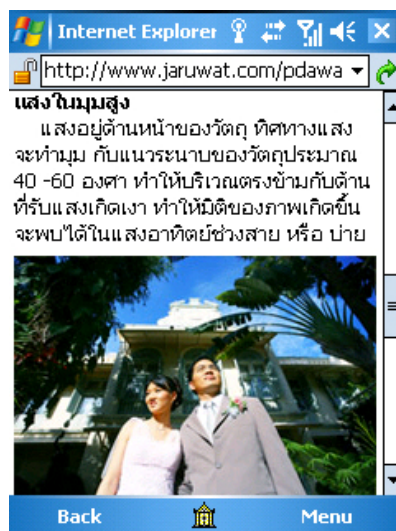 Internet Explorer
http://www.jaruwat.com/pdawa
แสงในมุมสูง
แสงอยู่ด้านหน้าของวัตถุ ทิศทางแสง
จะทำมุม กับแนวระนาบของวัตถุประมาณ
40 -60 องศา ทำให้บริเวณตรงข้ามกับด้าน
ที่รับแสงเกิดเงา ทำให้มิติของภาพเกิดขึ้น
จะพบได้ในแสงอาทิตย์ช่วงสาย หรือ บ่าย
Back
Menu